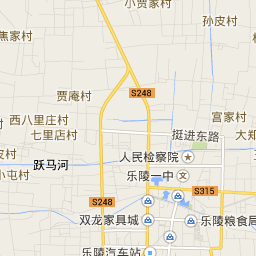 小贾家村
孙皮村
焦家村
S248
贾庵村
西八里庄村
七里店村
宫家村
挺进东路
大郑
人民检察院
皮村
跃马河
乐陵一中
小屯村
S315
S248
双龙家具城
乐陵粮食局
乐陵汽车站